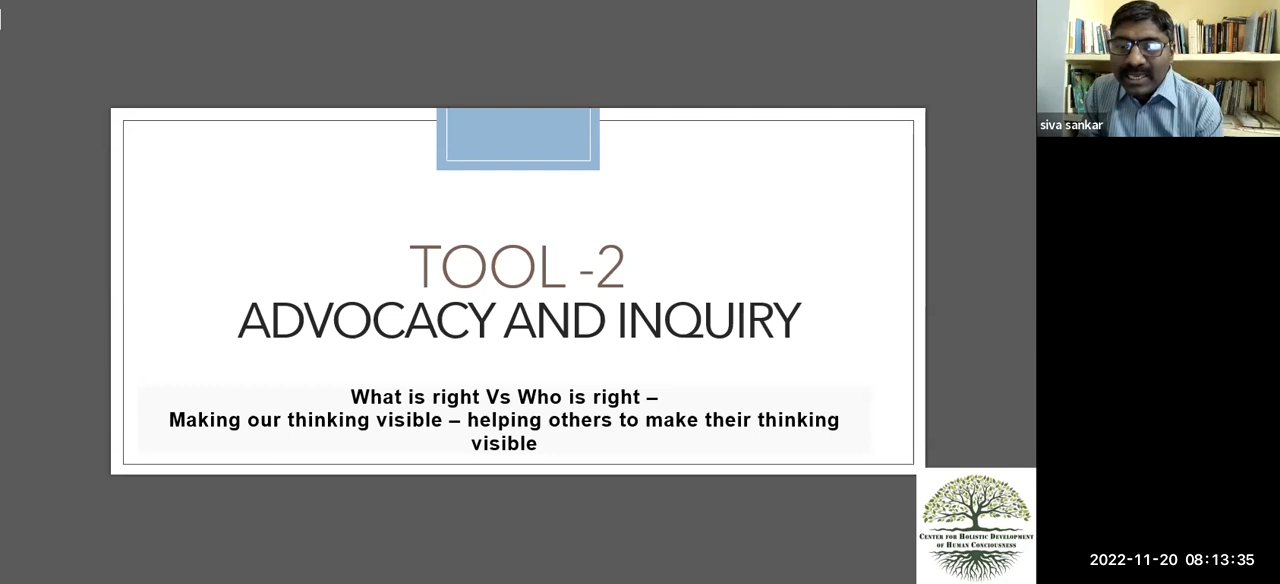 TOOL -2
ADVOCACY AND INQUIRY
What is right Vs Who is right –
Making our thinking visible – helping others to make their thinking
visible
siva sankar
CENTER FOR HOLISTIC DEVELOPMENT
OF HUMAN CONCIOUSNESS
2022-11-20 08:13:35